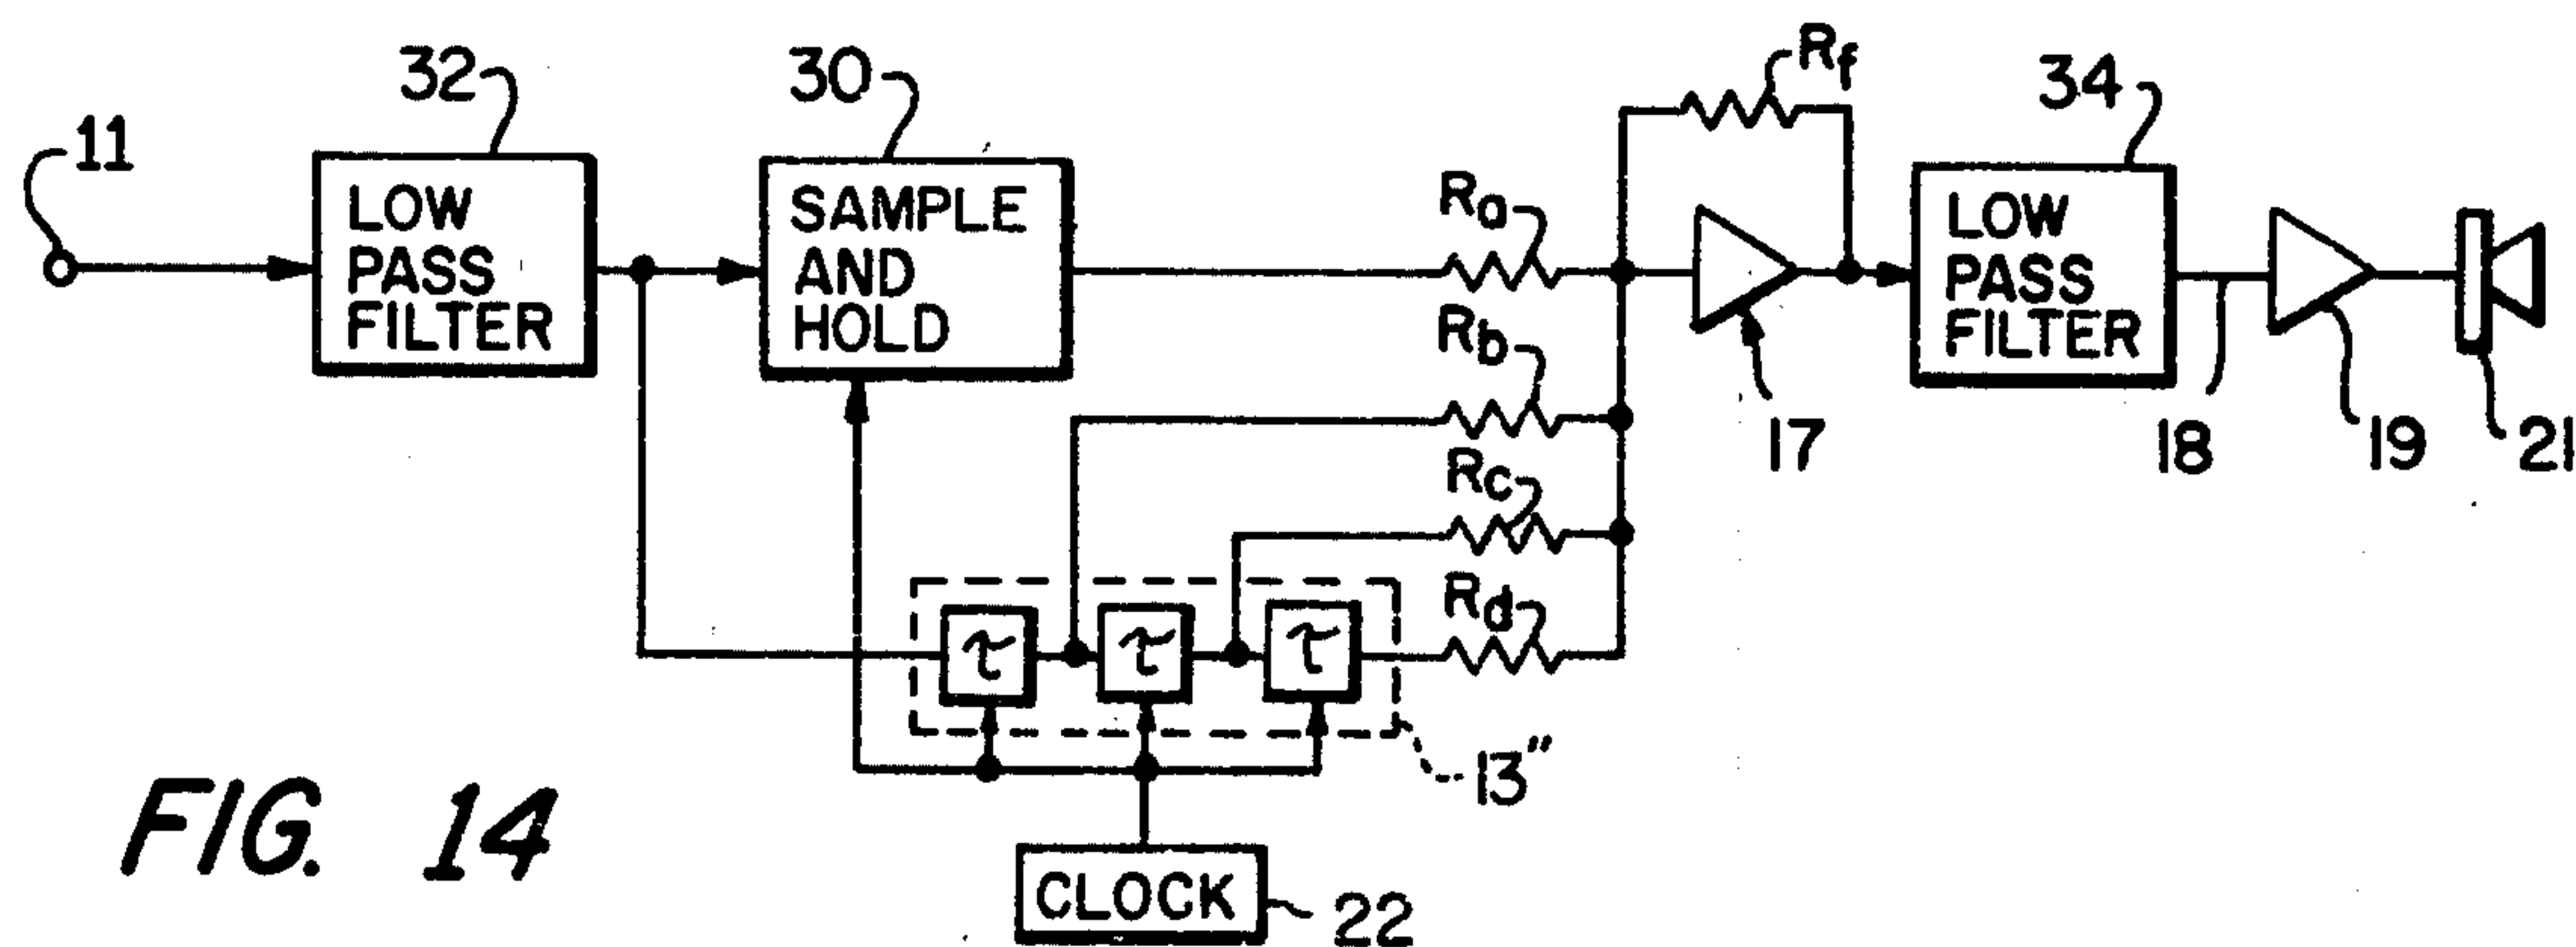 11
32
LOW
PASS
FILTER
30
SAMPLE
AND
HOLD
Ra
Rb
Rc
Rd
Rf
17
34
LOW
PASS
FILTER
18
19
21
τ τ τ
13"
CLOCK
22
FIG. 14